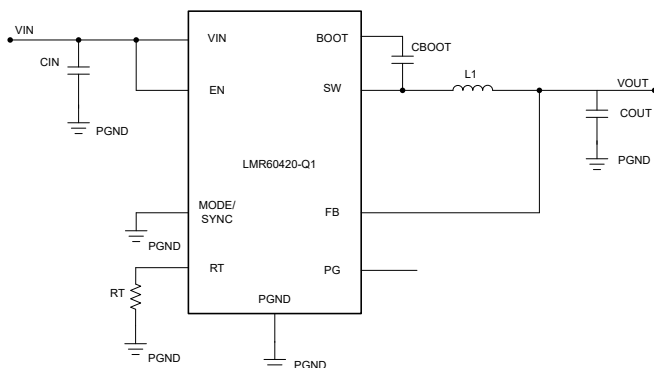 VIN
CIN
PGND
VIN
EN
BOOT
SW
CBOOT
L1
VOUT
COUT
PGND
LMR60420-Q1
MODE/
SYNC
FB
PGND
RT
PG
RT
PGND
PGND
PGND